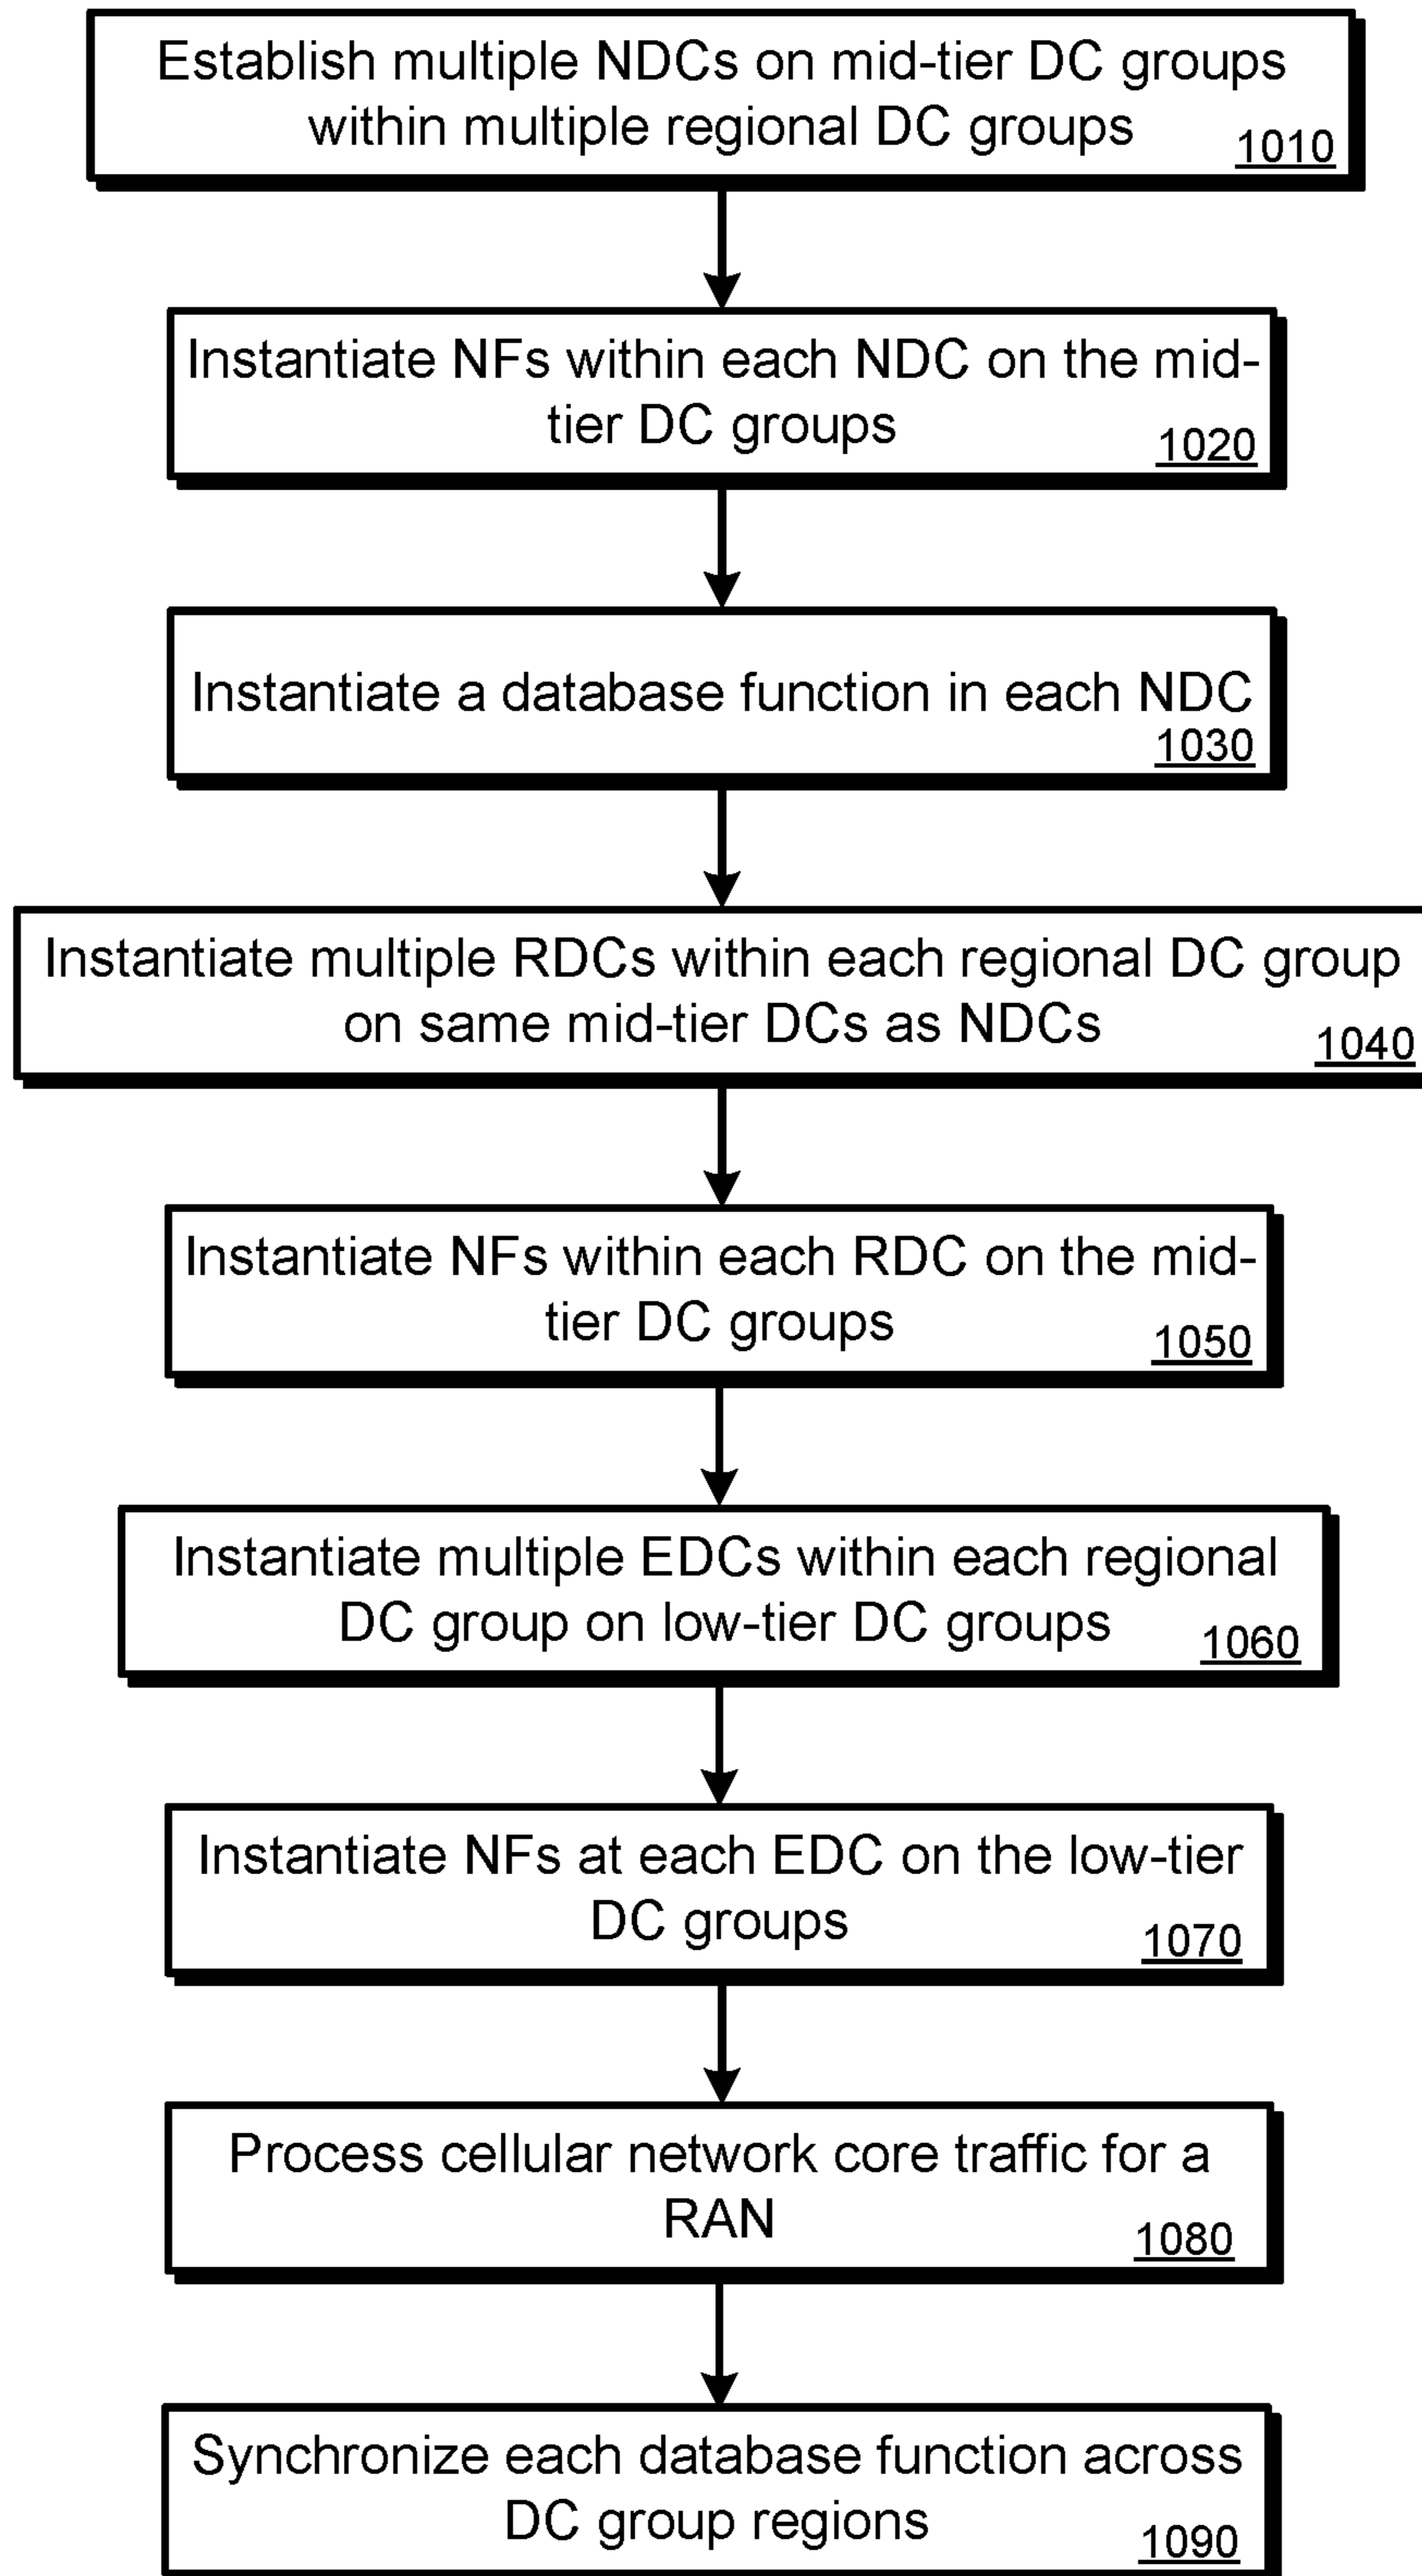 Establish multiple NDCs on mid-tier DC groups
within multiple regional DC groups
1010
Instantiate NFs within each NDC on the mid-
tier DC groups
1020
Instantiate a database function in each NDC
1030
Instantiate multiple RDCs within each regional DC group
on same mid-tier DCs as NDCs
1040
Instantiate NFs within each RDC on the mid-
tier DC groups
1050
Instantiate multiple EDCs within each regional
DC group on low-tier DC groups
1060
Instantiate NFs at each EDC on the low-tier
DC groups
1070
Process cellular network core traffic for a
RAN
1080
Synchronize each database function across
DC group regions
1090